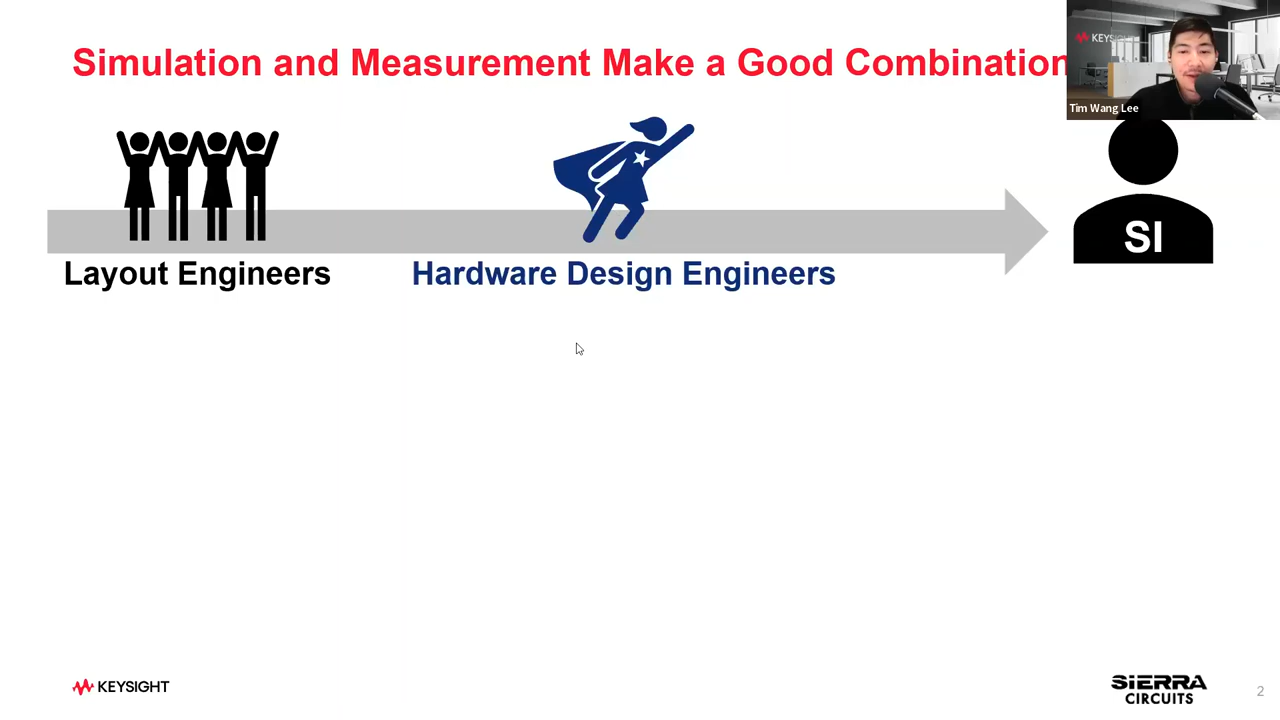 Simulation and Measurement Make a Good Combination
KEYSIGHT
Tim Wang Lee
SI
Layout Engineers
Hardware Design Engineers
KEYSIGHT
SIERRA
CIRCUITS
2